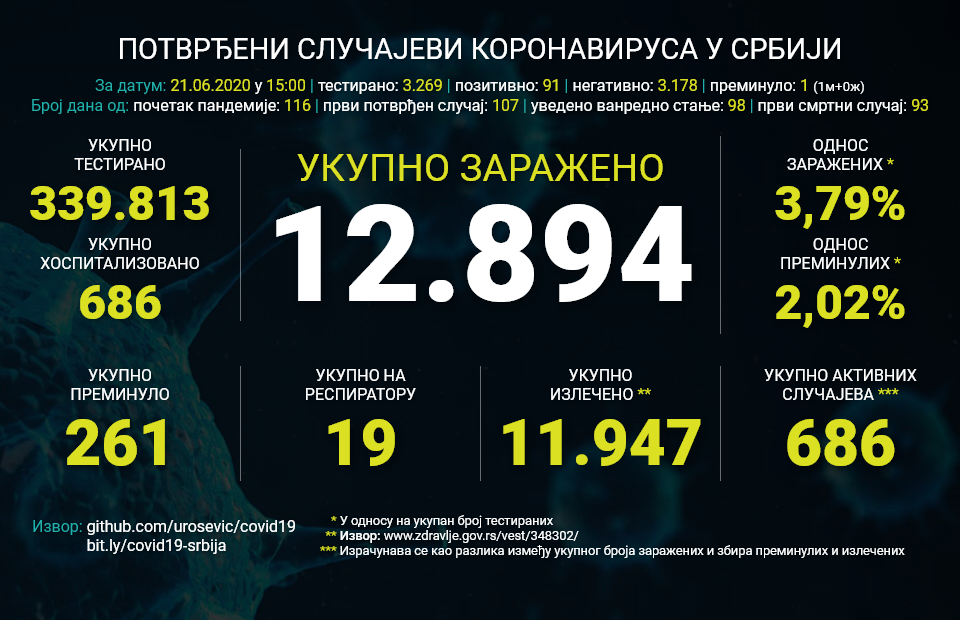 ПОТВРЂЕНИ СЛУЧАЈЕВИ КОРОНАВИРУСА У СРБИЈИ
За датум: 21.06.2020 у 15:00 | тестирано: 3.269 | позитивно: 91 | негативно: 3.178 | преминуло: 1 (1м+0ж)
Број дана од: почетак пандемије: 116 | први потврђен случај: 107 | уведено ванредно стање: 98 | први смртни случај: 93
УКУПНО
ТЕСТИРАНО
339.813
УКУПНО
ХОСПИТАЛИЗОВАНО
686
УКУПНО ЗАРАЖЕНО
12.894
ОДНОС
ЗАРАЖЕНИХ *
3,79%
ОДНОС
ПРЕМИНУЛИХ *
2,02%
УКУПНО
ПРЕМИНУЛО
261
УКУПНО НА
РЕСПИРАТОРУ
19
УКУПНО
ИЗЛЕЧЕНО **
11.947
УКУПНО АКТИВНИХ
СЛУЧАЈЕВА ***
686
Извор: github.com/urosevic/covid19
bit.ly/covid19-srbija
* У односу на укупан број тестираних
** Извор: www.zdravlje.gov.rs/vest/348302/
*** Израчунава се као разлика између укупног броја заражених и збира преминулих и излечених